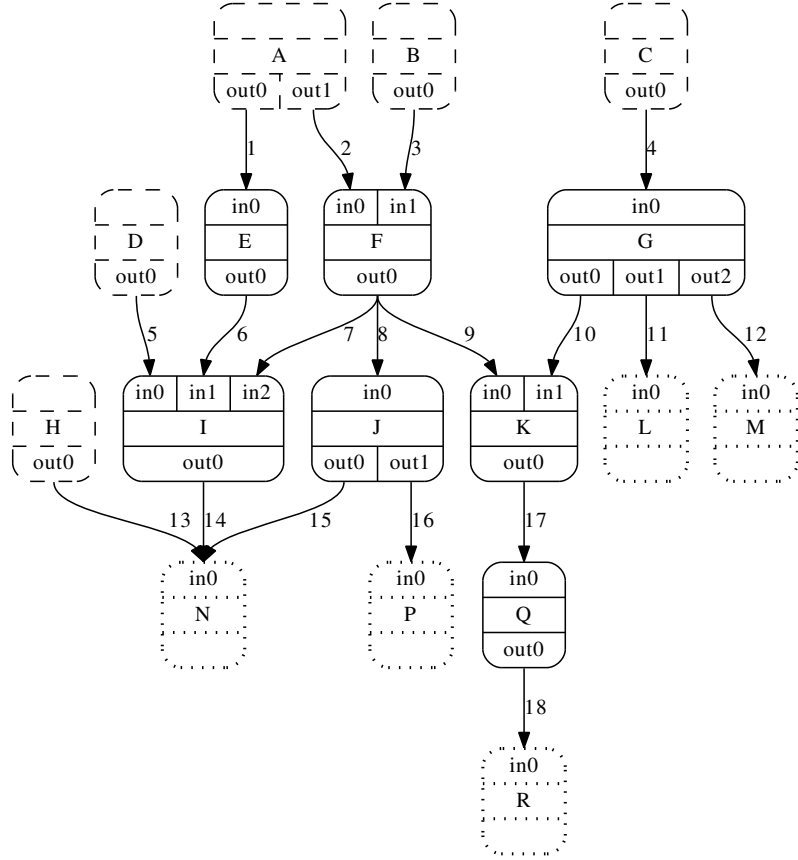 A B C
out0 out1 out0 out0
1 2 3 4
in0 in0 in1 in0
D E F G
out0 out0 out0 out0 out1 out2
5 6 7 8 9 10 11 12
in0 in1 in2 in0 in0 in1 in0 in0
H I J K L M
out0 out0 out0 out1 out0
13 14 15 16 17
in0 in0 in0
N P Q
out0
18
in0
R